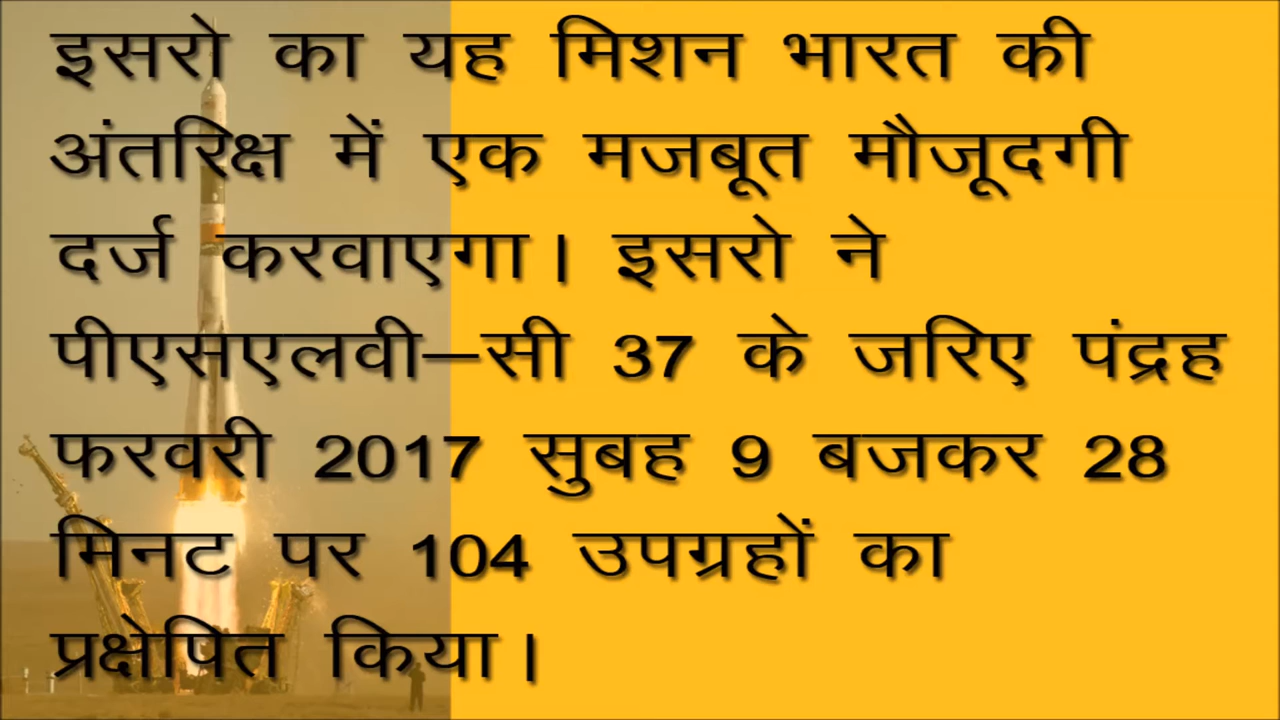 इसरो का यह मिशन भारत की
अंतरिक्ष में एक मजबूत मौजूदगी
दर्ज करवाएगा। इसरो ने
पीएसएलवी–सी 37 के जरिए पंद्रह
फरवरी 2017 सुबह 9 बजकर 28
मिनट पर 104 उपग्रहों का
प्रक्षेपित किया।